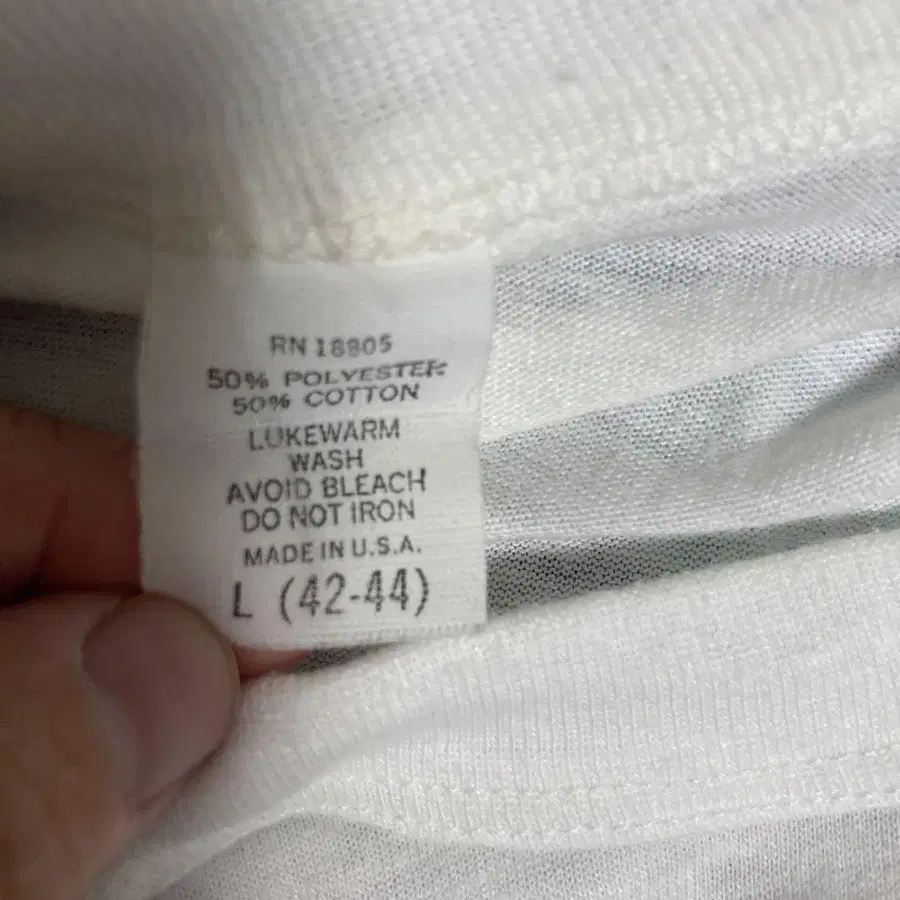 RN 18805
50% POLYESTER
50% COTTON
LUKEWARM
WASH
AVOID BLEACH
DO NOT IRON
MADE IN U.S.A.
L (42-44)